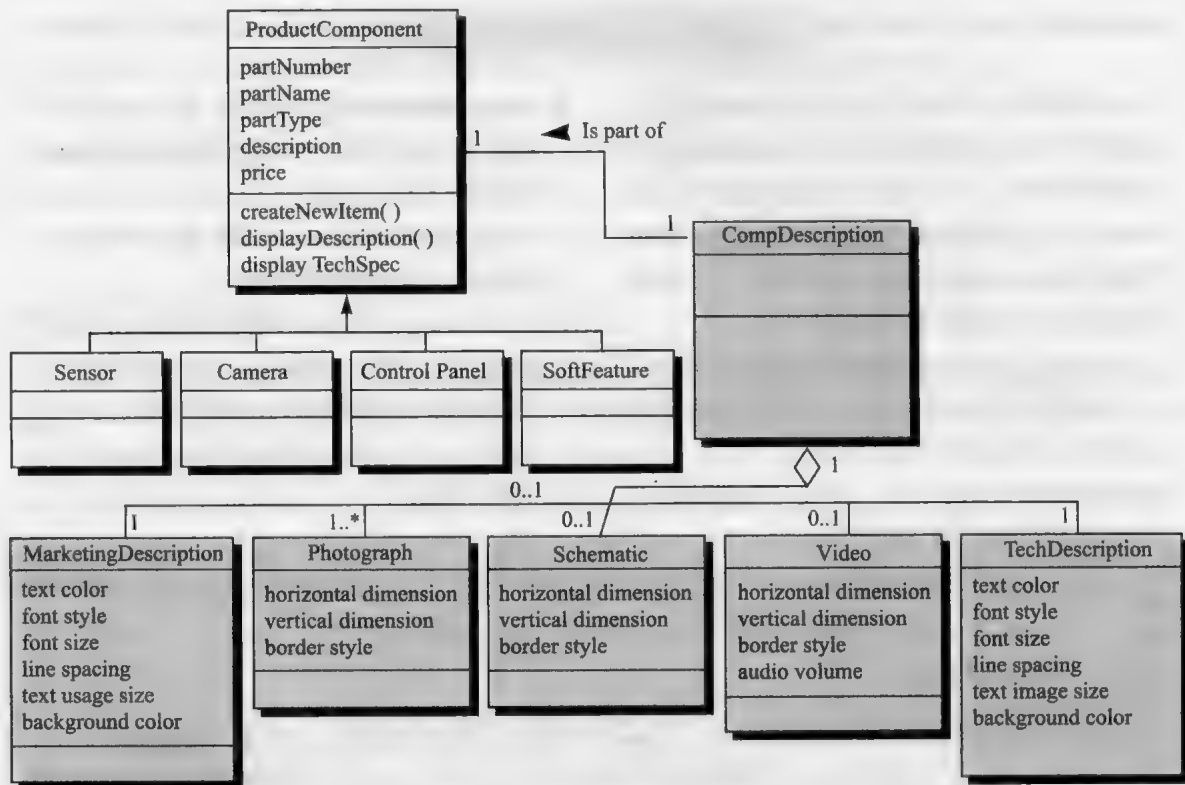 ProductComponent
partNumber
partName
partType
description
price
createNewItem( )
displayDescription( )
display TechSpec
1
Is part of
1
CompDescription
Sensor
Camera
Control Panel
SoftFeature
1
0..1
1
1..*
0..1
0..1
1
MarketingDescription
text color
font style
font size
line spacing
text usage size
background color
Photograph
horizontal dimension
vertical dimension
border style
Schematic
horizontal dimension
vertical dimension
border style
Video
horizontal dimension
vertical dimension
border style
audio volume
TechDescription
text color
font style
font size
line spacing
text image size
background color